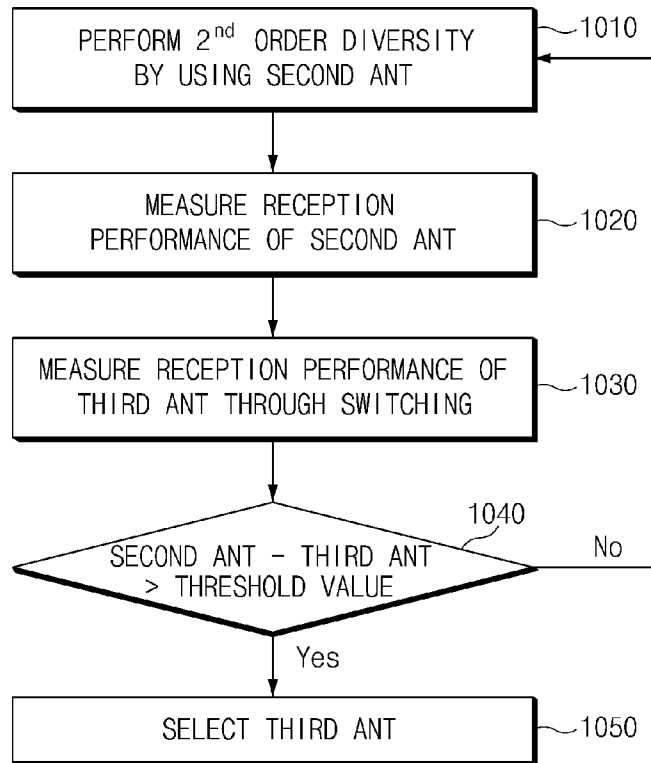 PERFORM 2nd ORDER DIVERSITY
BY USING SECOND ANT
1010
MEASURE RECEPTION
PERFORMANCE OF SECOND ANT
1020
MEASURE RECEPTION PERFORMANCE OF
THIRD ANT THROUGH SWITCHING
1030
1040
SECOND ANT - THIRD ANT
> THRESHOLD VALUE
No
Yes
SELECT THIRD ANT
1050